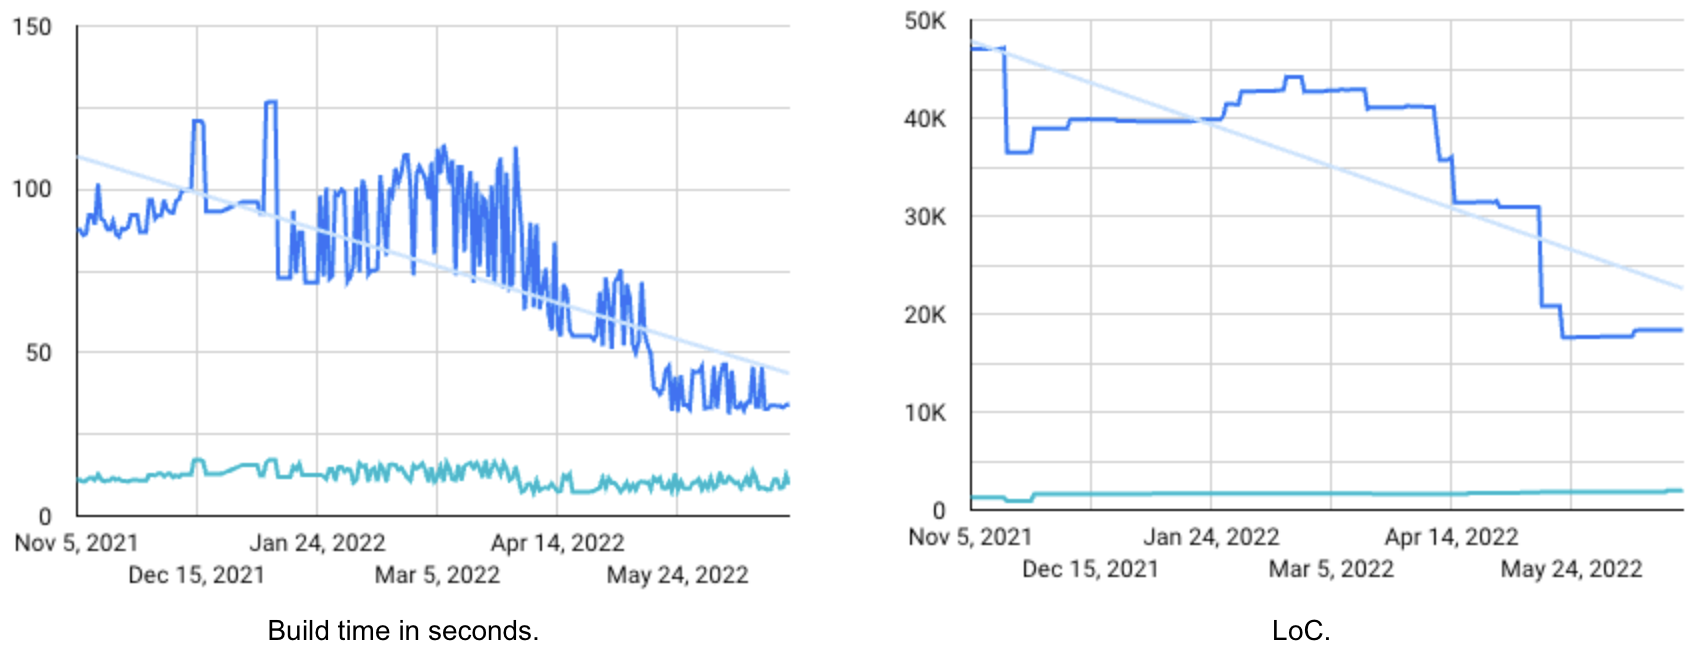 150
100
50
0
Nov 5, 2021
Jan 24, 2022
Apr 14, 2022
Dec 15, 2021
Mar 5, 2022
May 24, 2022
Build time in seconds.
50K
40K
30K
20K
10K
0
Nov 5, 2021
Jan 24, 2022
Apr 14, 2022
Dec 15, 2021
Mar 5, 2022
May 24, 2022
LoC.